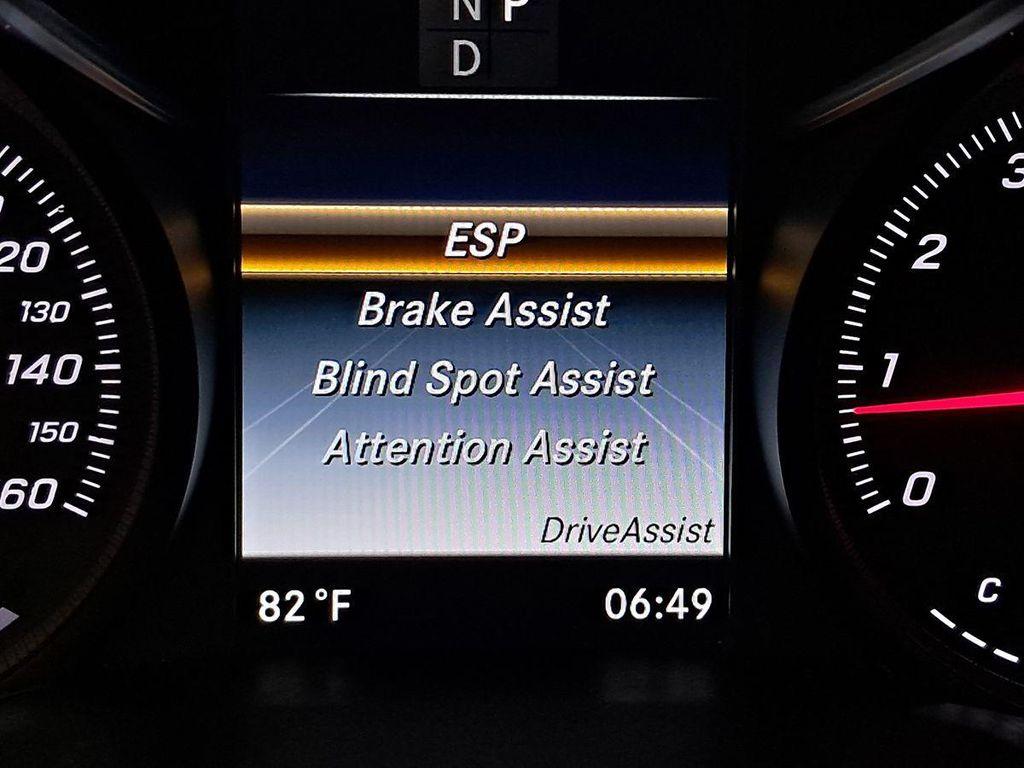 N P
D
ESP
Brake Assist
Blind Spot Assist
Attention Assist
DriveAssist
82°F
06:49
20
130
140
150
60
3
2
1
0
C